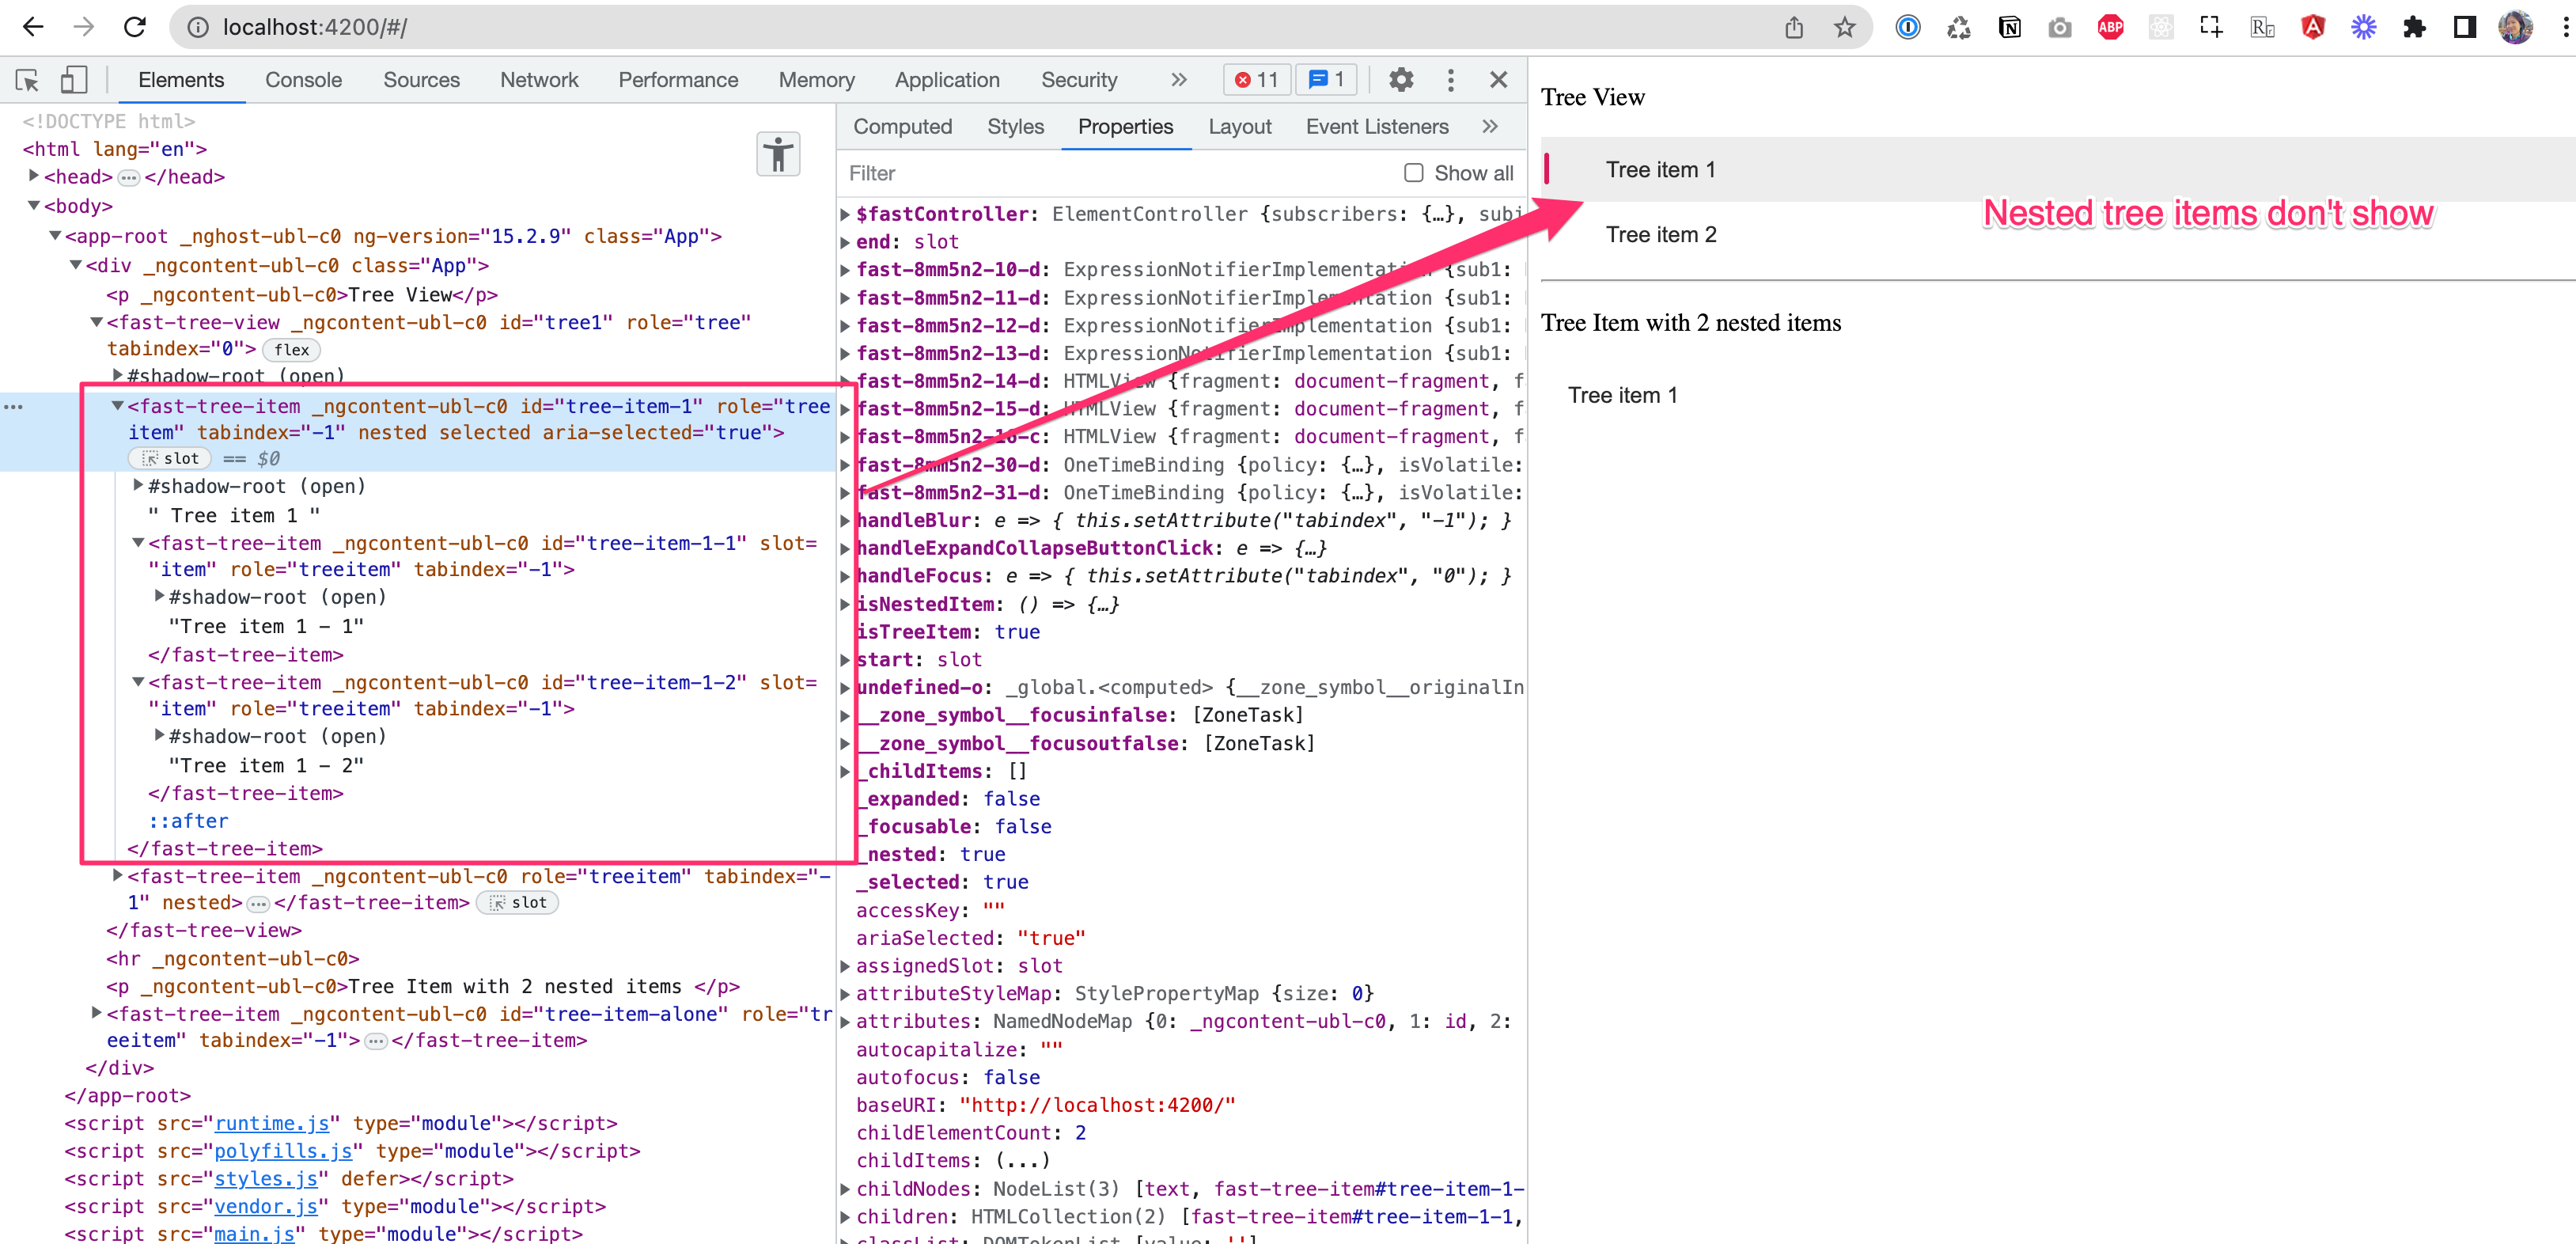 localhost:4200/#/
ABP
Elements Console Sources Network Performance Memory Application Security » 11 1
<!DOCTYPE html>
<html lang="en">
<head> … </head>
<body>
<app-root _nghost-ubl-c0 ng-version="15.2.9" class="App">
<div _ngcontent-ubl-c0 class="App">
<p _ngcontent-ubl-c0>Tree View</p>
<fast-tree-view _ngcontent-ubl-c0 id="tree1" role="tree"
tabindex="0"> flex
#shadow-root (open)
<fast-tree-item _ngcontent-ubl-c0 id="tree-item-1" role="tree
item" tabindex="-1" nested selected aria-selected="true">
slot == $0
#shadow-root (open)
" Tree item 1 "
<fast-tree-item _ngcontent-ubl-c0 id="tree-item-1-1" slot=
"item" role="treeitem" tabindex="-1">
#shadow-root (open)
"Tree item 1 - 1"
</fast-tree-item>
<fast-tree-item _ngcontent-ubl-c0 id="tree-item-1-2" slot=
"item" role="treeitem" tabindex="-1">
#shadow-root (open)
"Tree item 1 - 2"
</fast-tree-item>
::after
</fast-tree-item>
<fast-tree-item _ngcontent-ubl-c0 role="treeitem" tabindex="-
1" nested> … </fast-tree-item> slot
</fast-tree-view>
<hr _ngcontent-ubl-c0>
<p _ngcontent-ubl-c0>Tree Item with 2 nested items </p>
<fast-tree-item _ngcontent-ubl-c0 id="tree-item-alone" role="tr
eeitem" tabindex="-1"> … </fast-tree-item>
</div>
</app-root>
<script src="runtime.js" type="module"></script>
<script src="polyfills.js" type="module"></script>
<script src="styles.js" defer></script>
<script src="vendor.js" type="module"></script>
<script src="main.js" type="module"></script>
Computed Styles Properties Layout Event Listeners »
Filter Show all
$fastController: ElementController {subscribers: {…}, subj
end: slot
fast-8mm5n2-10-d: ExpressionNotifierImplementation {sub1:
fast-8mm5n2-11-d: ExpressionNotifierImplementation {sub1:
fast-8mm5n2-12-d: ExpressionNotifierImplementation {sub1:
fast-8mm5n2-13-d: ExpressionNotifierImplementation {sub1:
fast-8mm5n2-14-d: HTMLView {fragment: document-fragment, f
fast-8mm5n2-15-d: HTMLView {fragment: document-fragment, f
fast-8mm5n2-16-c: HTMLView {fragment: document-fragment, f
fast-8mm5n2-30-d: OneTimeBinding {policy: {…}, isVolatile:
fast-8mm5n2-31-d: OneTimeBinding {policy: {…}, isVolatile:
handleBlur: e => { this.setAttribute("tabindex", "-1"); }
handleExpandCollapseButtonClick: e => {…}
handleFocus: e => { this.setAttribute("tabindex", "0"); }
isNestedItem: () => {…}
isTreeItem: true
start: slot
undefined-o: _global.<computed> {__zone_symbol__originalIn
__zone_symbol__focusinfalse: [ZoneTask]
__zone_symbol__focusoutfalse: [ZoneTask]
_childItems: []
_expanded: false
_focusable: false
_nested: true
_selected: true
accessKey: ""
ariaSelected: "true"
assignedSlot: slot
attributeStyleMap: StylePropertyMap {size: 0}
attributes: NamedNodeMap {0: _ngcontent-ubl-c0, 1: id, 2:
autocapitalize: ""
autofocus: false
baseURI: "http://localhost:4200/"
childElementCount: 2
childItems: (...)
childNodes: NodeList(3) [text, fast-tree-item#tree-item-1-
children: HTMLCollection(2) [fast-tree-item#tree-item-1-1,
classList: DOMTokenList [value: '']
Tree View
Tree item 1
Nested tree items don't show
Tree item 2
Tree Item with 2 nested items
Tree item 1